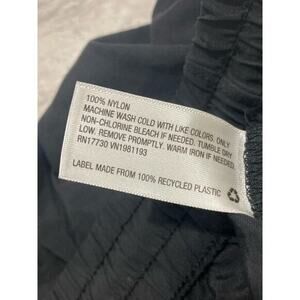 100% NYLON
MACHINE WASH COLD WITH LIKE COLORS. ONLY
NON-CHLORINE BLEACH IF NEEDED. TUMBLE DRY
LOW. REMOVE PROMPTLY. WARM IRON IF NEEDED.
RN17730 VN1981193
LABEL MADE FROM 100% RECYCLED PLASTIC